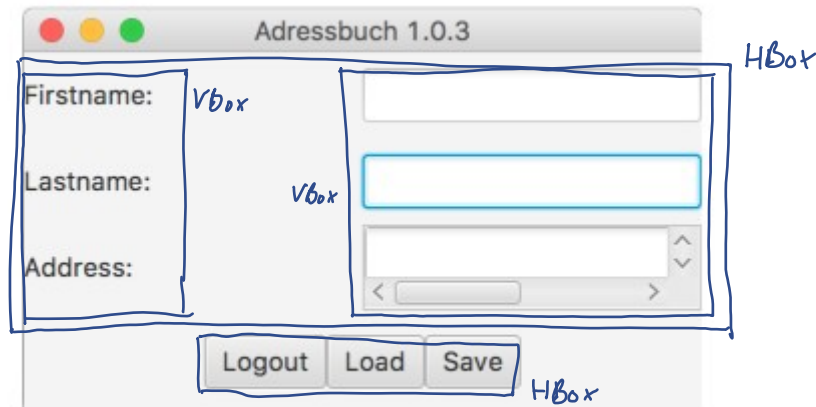 Adressbuch 1.0.3
HBox
Firstname:
VBox
Lastname:
VBox
Address:
Logout Load Save
HBox